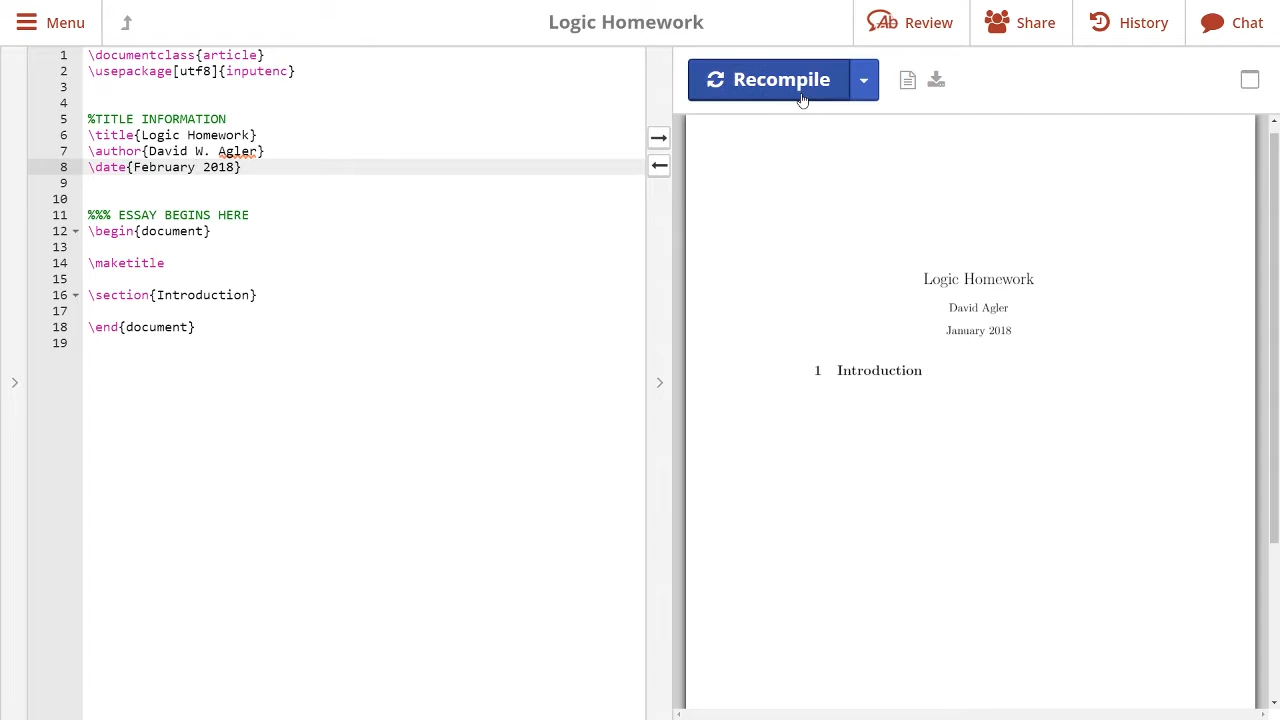 Menu
Logic Homework
Review
Share
History
Chat
1 \documentclass{article}
2 \usepackage[utf8]{inputenc}
3
4
5 %TITLE INFORMATION
6 \title{Logic Homework}
7 \author{David W. Agler}
8 \date{February 2018}
9
10
11 %%% ESSAY BEGINS HERE
12 \begin{document}
13
14 \maketitle
15
16 \section{Introduction}
17
18 \end{document}
19
Recompile
Logic Homework
David Agler
January 2018
1 Introduction